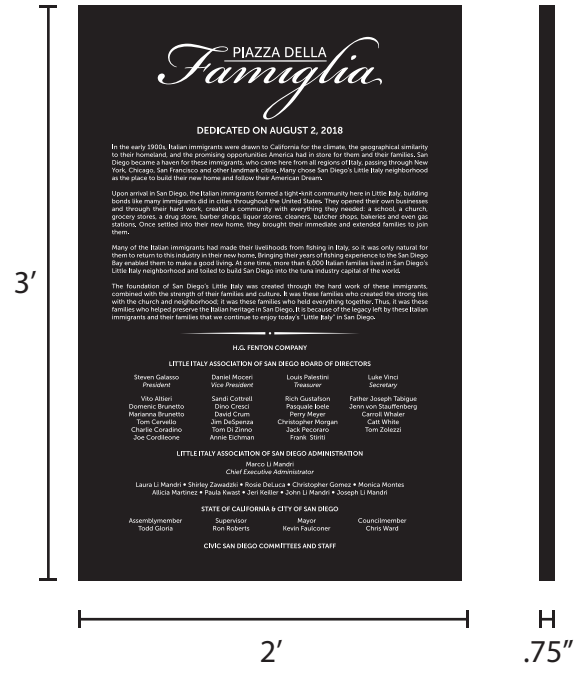 PIAZZA DELLA
Famiglia
DEDICATED ON AUGUST 2, 2018
In the early 1900s, Italian immigrants were drawn to California for the climate, the geographical similarity
to their homeland, and the promising opportunities America had in store for them and their families. San
Diego became a haven for these immigrants, who came here from all regions of Italy, passing through New
York, Chicago, San Francisco and other landmark cities, Many chose San Diego's Little Italy neighborhood
as the place to build their new home and follow their American Dream.
Upon arrival in San Diego, the Italian immigrants formed a tight-knit community here in Little Italy, building
bonds like many immigrants did in cities throughout the United States. They opened their own businesses
and through their hard work, created a community with everything they needed: a school, a church,
grocery stores, a drug store, barber shops, liquor stores, cleaners, butcher shops, bakeries and even gas
stations, Once settled into their new home, they brought their immediate and extended families to join
them.
Many of the Italian immigrants had made their livelihoods from fishing in Italy, so it was only natural for
them to return to this industry in their new home, Bringing their years of fishing experience to the San Diego
Bay enabled them to make a good living. At one time, more than 6,000 Italian families lived in San Diego's
Little Italy neighborhood and toiled to build San Diego into the tuna industry capital of the world.
The foundation of San Diego's Little Italy was created through the hard work of these immigrants,
combined with the strength of their families and culture. It was these families who created the strong ties
with the church and neighborhood; it was these families who held everything together. Thus, it was these
families who helped preserve the Italian heritage in San Diego, It is because of the legacy left by these Italian
immigrants and their families that we continue to enjoy today's "Little Italy" in San Diego.
H.G. FENTON COMPANY
LITTLE ITALY ASSOCIATION OF SAN DIEGO BOARD OF DIRECTORS
Steven Galasso Daniel Moceri Louis Palestini Luke Vinci
President Vice President Treasurer Secretary
Vito Altieri Sandi Cottrell Rich Gustafson Father Joseph Tabigue
Domenic Brunetto Dino Cresci Pasquale Ioele Jenn von Stauffenberg
Marianna Brunetto David Crum Perry Meyer Carroll Whaler
Tom Cervello Jim DeSpenza Christopher Morgan Catt White
Charlie Coradino Tom Di Zinno Jack Pecoraro Tom Zolezzi
Joe Cordileone Annie Eichman Frank Stiriti
LITTLE ITALY ASSOCIATION OF SAN DIEGO ADMINISTRATION
Marco Li Mandri
Chief Executive Administrator
Laura Li Mandri • Shirley Zawadzki • Rosie DeLuca • Christopher Gomez • Monica Montes
Allicia Martinez • Paula Kwast • Jeri Keiller • John Li Mandri • Joseph Li Mandri
STATE OF CALIFORNIA & CITY OF SAN DIEGO
Assemblymember Supervisor Mayor Councilmember
Todd Gloria Ron Roberts Kevin Faulconer Chris Ward
CIVIC SAN DIEGO COMMITTEES AND STAFF
3'
2'
.75"